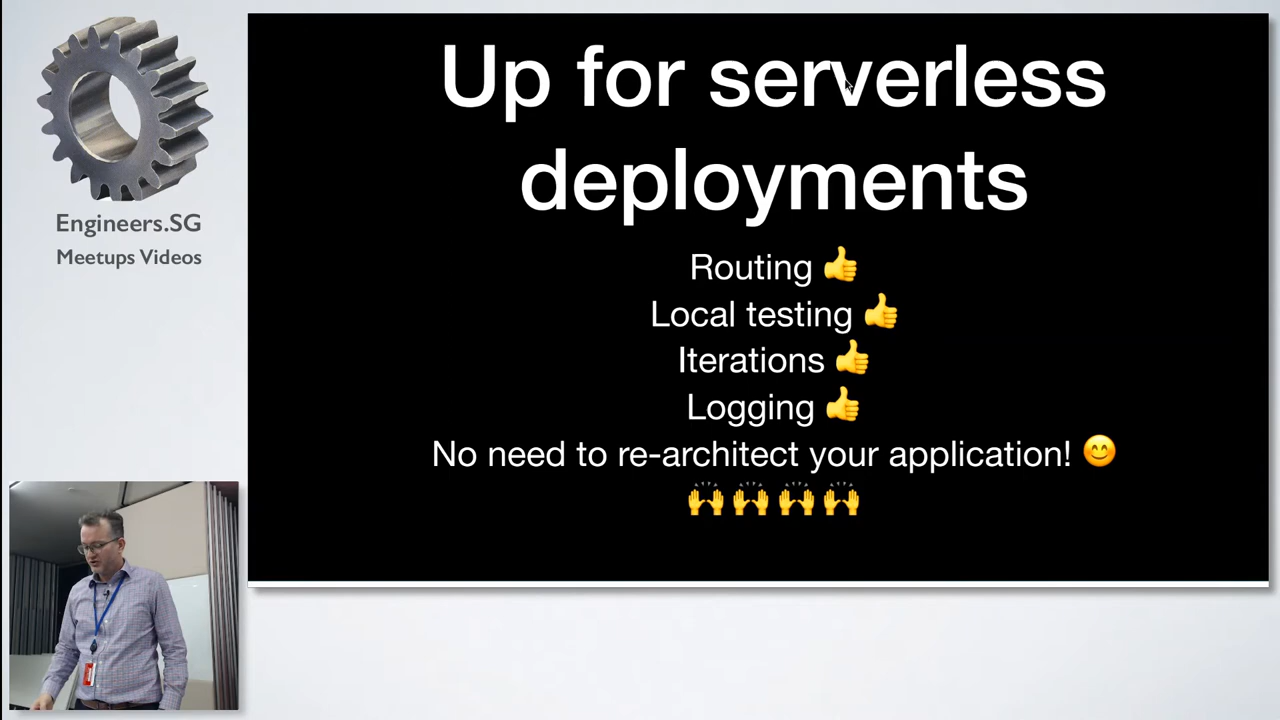 Engineers.SG
Meetups Videos
Up for serverless
deployments
Routing 👍
Local testing 👍
Iterations 👍
Logging 👍
No need to re-architect your application! 😊
🙌 🙌 🙌 🙌